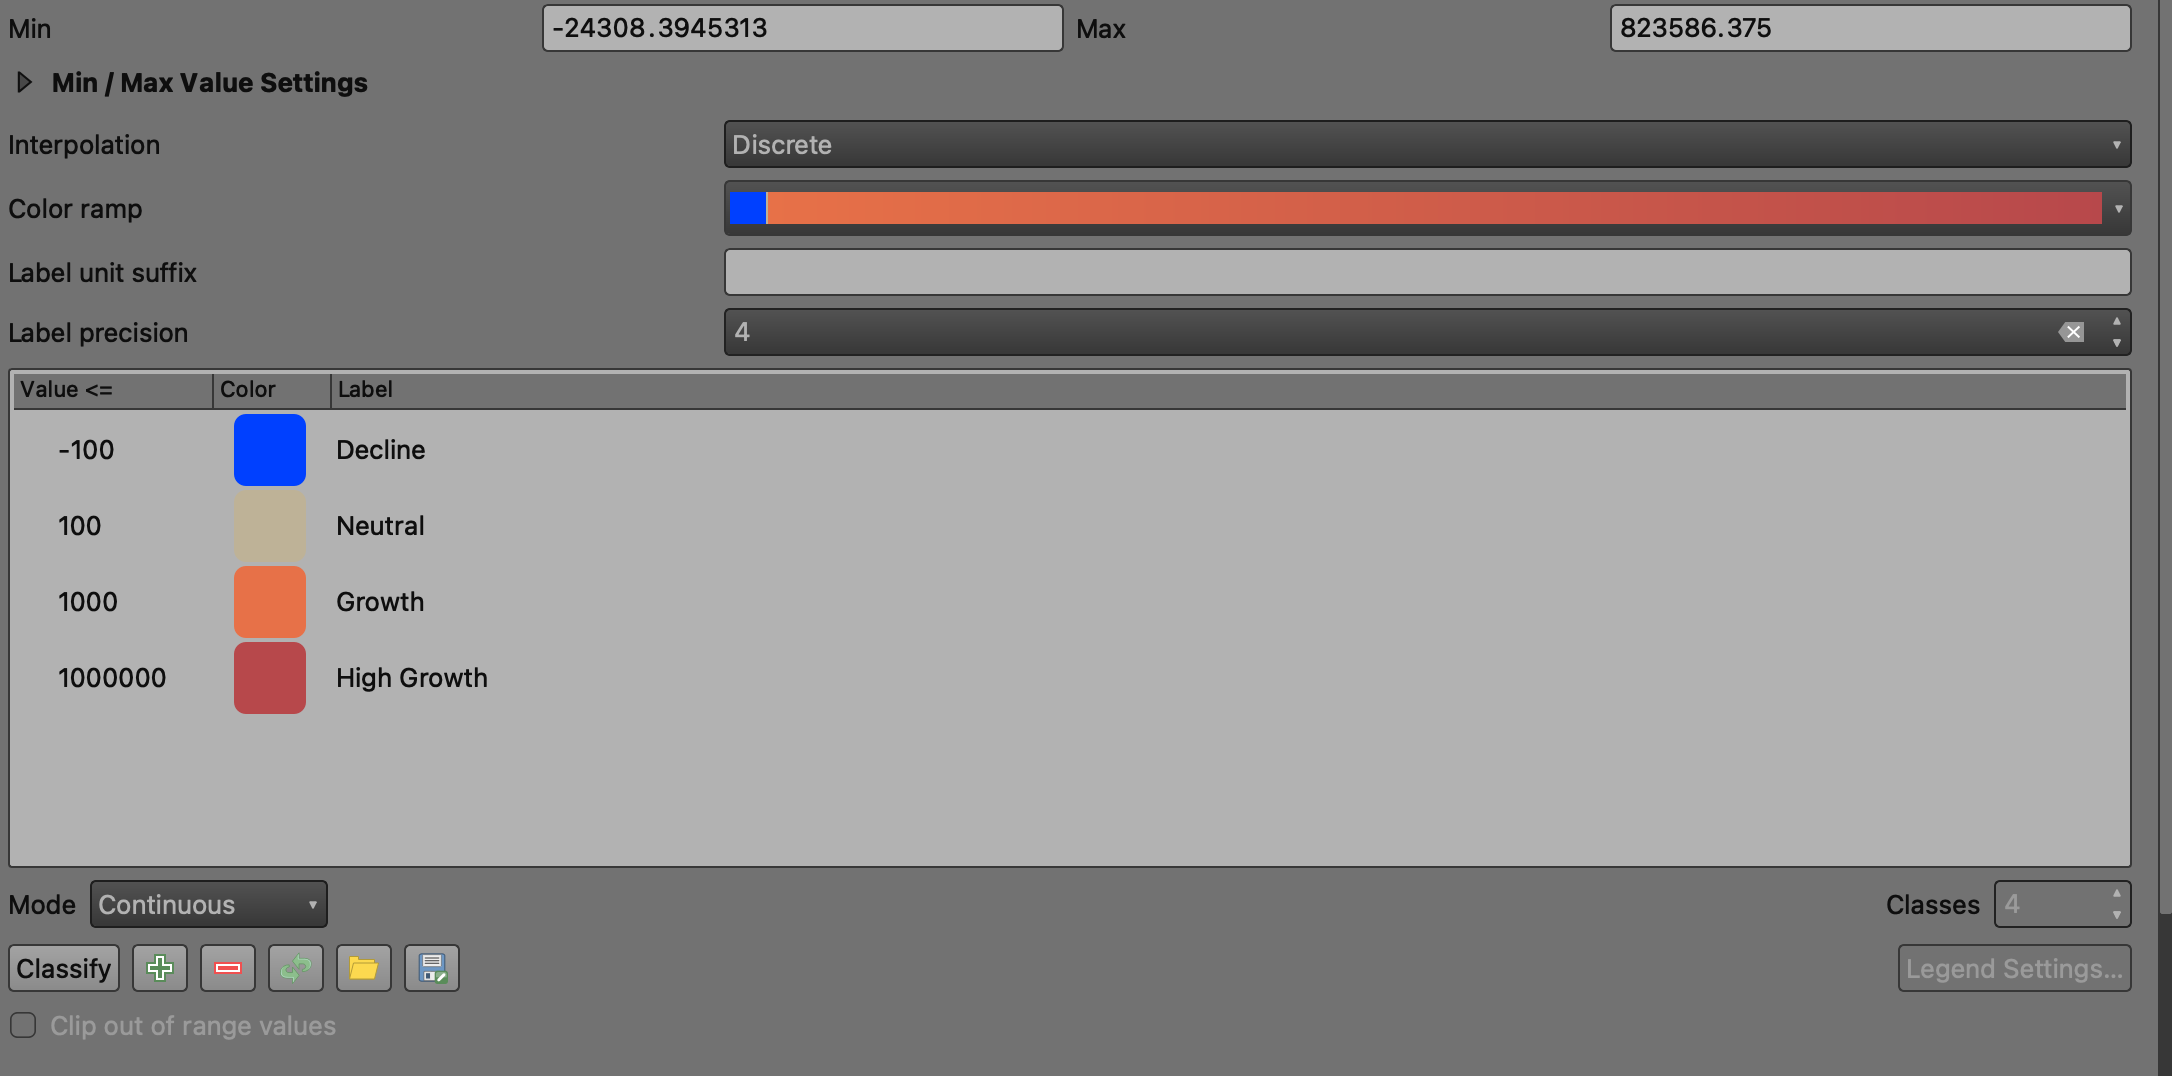 Min -24308.3945313 Max 823586.375
Min / Max Value Settings
Interpolation Discrete
Color ramp
Label unit suffix
Label precision 4
Value <= Color Label
-100 Decline
100 Neutral
1000 Growth
1000000 High Growth
Mode Continuous Classes 4
Classify Legend Settings...
Clip out of range values